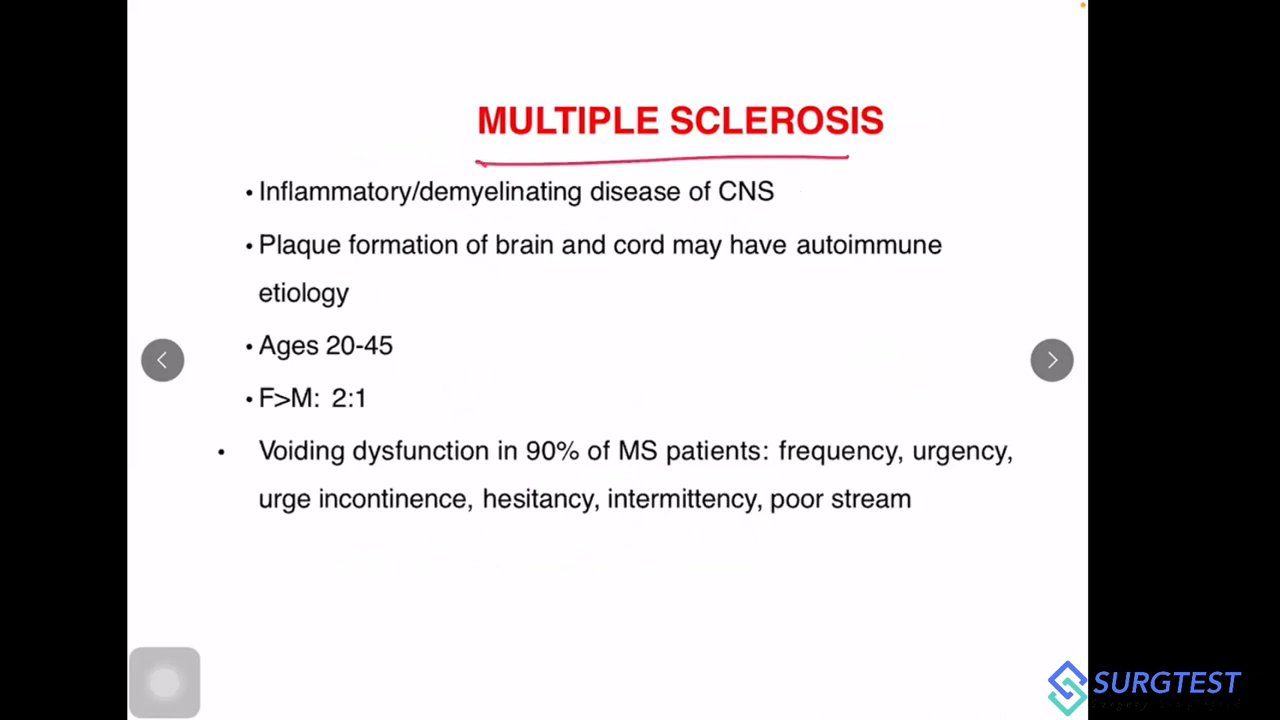 MULTIPLE SCLEROSIS
• Inflammatory/demyelinating disease of CNS
• Plaque formation of brain and cord may have autoimmune
etiology
• Ages 20-45
• F>M: 2:1
• Voiding dysfunction in 90% of MS patients: frequency, urgency,
urge incontinence, hesitancy, intermittency, poor stream
SURGTEST
Surgery Simplified